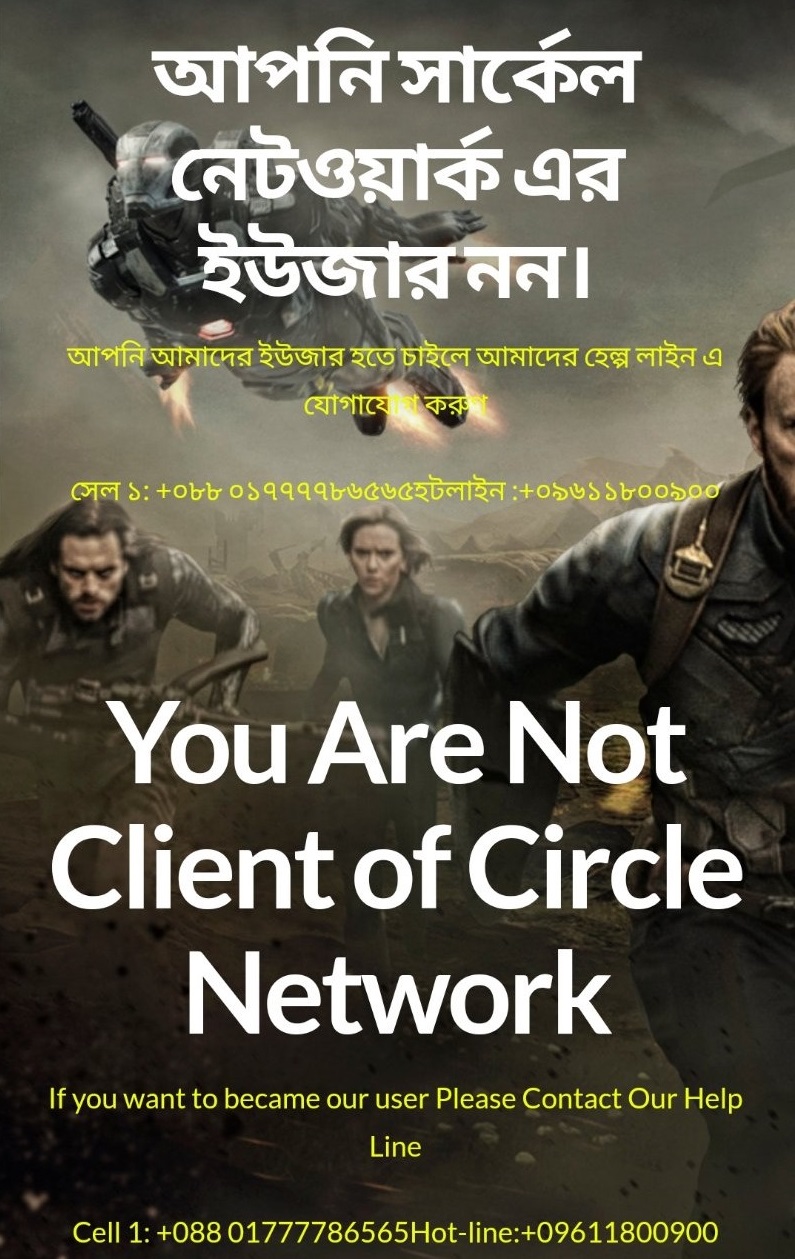 আপনি সার্কেল
নেটওয়ার্ক এর
ইউজার নন।
আপনি আমাদের ইউজার হতে চাইলে আমাদের হেল্প লাইন এ
যোগাযোগ করুণ
সেল ১: +০৮৮ ০১৭৭৭৭৮৬৫৬৫হটলাইন :+০৯৬১১৮০০৯০০
You Are Not
Client of Circle
Network
If you want to became our user Please Contact Our Help
Line
Cell 1: +088 01777786565Hot-line:+09611800900